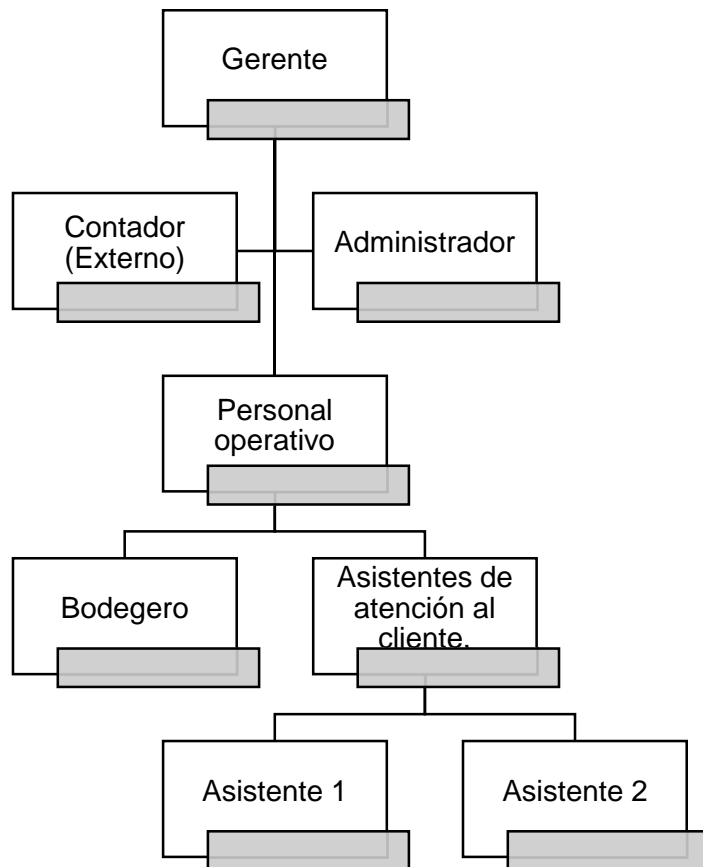 Gerente
Contador
(Externo)
Administrador
Personal
operativo
Bodegero
Asistentes de
atención al
cliente.
Asistente 1
Asistente 2